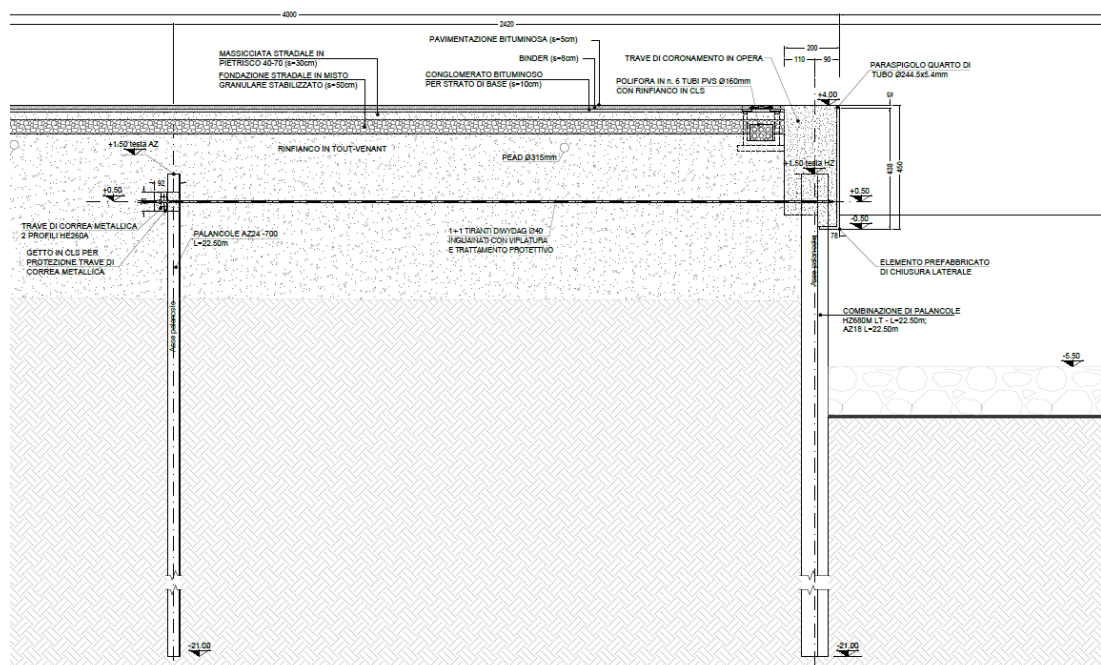 4000
2420
PAVIMENTAZIONE BITUMINOSA (s=5cm)
MASSICCIATA STRADALE IN
PIETRISCO 40-70 (s=30cm)
BINDER (s=8cm)
TRAVE DI CORONAMENTO IN OPERA
200
110
90
PARASPIGOLO QUARTO DI
TUBO Ø244.5x5.4mm
FONDAZIONE STRADALE IN MISTO
GRANULARE STABILIZZATO (s=50cm)
CONGLOMERATO BITUMINOSO
PER STRATO DI BASE (s=10cm)
POLIFORA IN n. 6 TUBI PVS Ø160mm
CON RINFIANCO IN CLS
+4.00
12
+1.50 testa AZ
RINFIANCO IN TOUT-VENANT
PEAD Ø315mm
+1.50 testa HZ
438
450
92
+0.50
+0.50
-0.50
TRAVE DI CORREA METALLICA
2 PROFILI HE260A
PALANCOLE AZ24 -700
L=22.50m
1+1 TIRANTI DIWYDAG Ø40
INGUAINATI CON VIPLATURA
E TRATTAMENTO PROTETTIVO
78
GETTO IN CLS PER
PROTEZIONE TRAVE DI
CORREA METALLICA
ELEMENTO PREFABBRICATO
DI CHIUSURA LATERALE
Asse palancole
Asse palancole
COMBINAZIONE DI PALANCOLE
HZ680M LT - L=22.50m;
AZ18 L=22.50m
-5.50
-21.00
-21.00